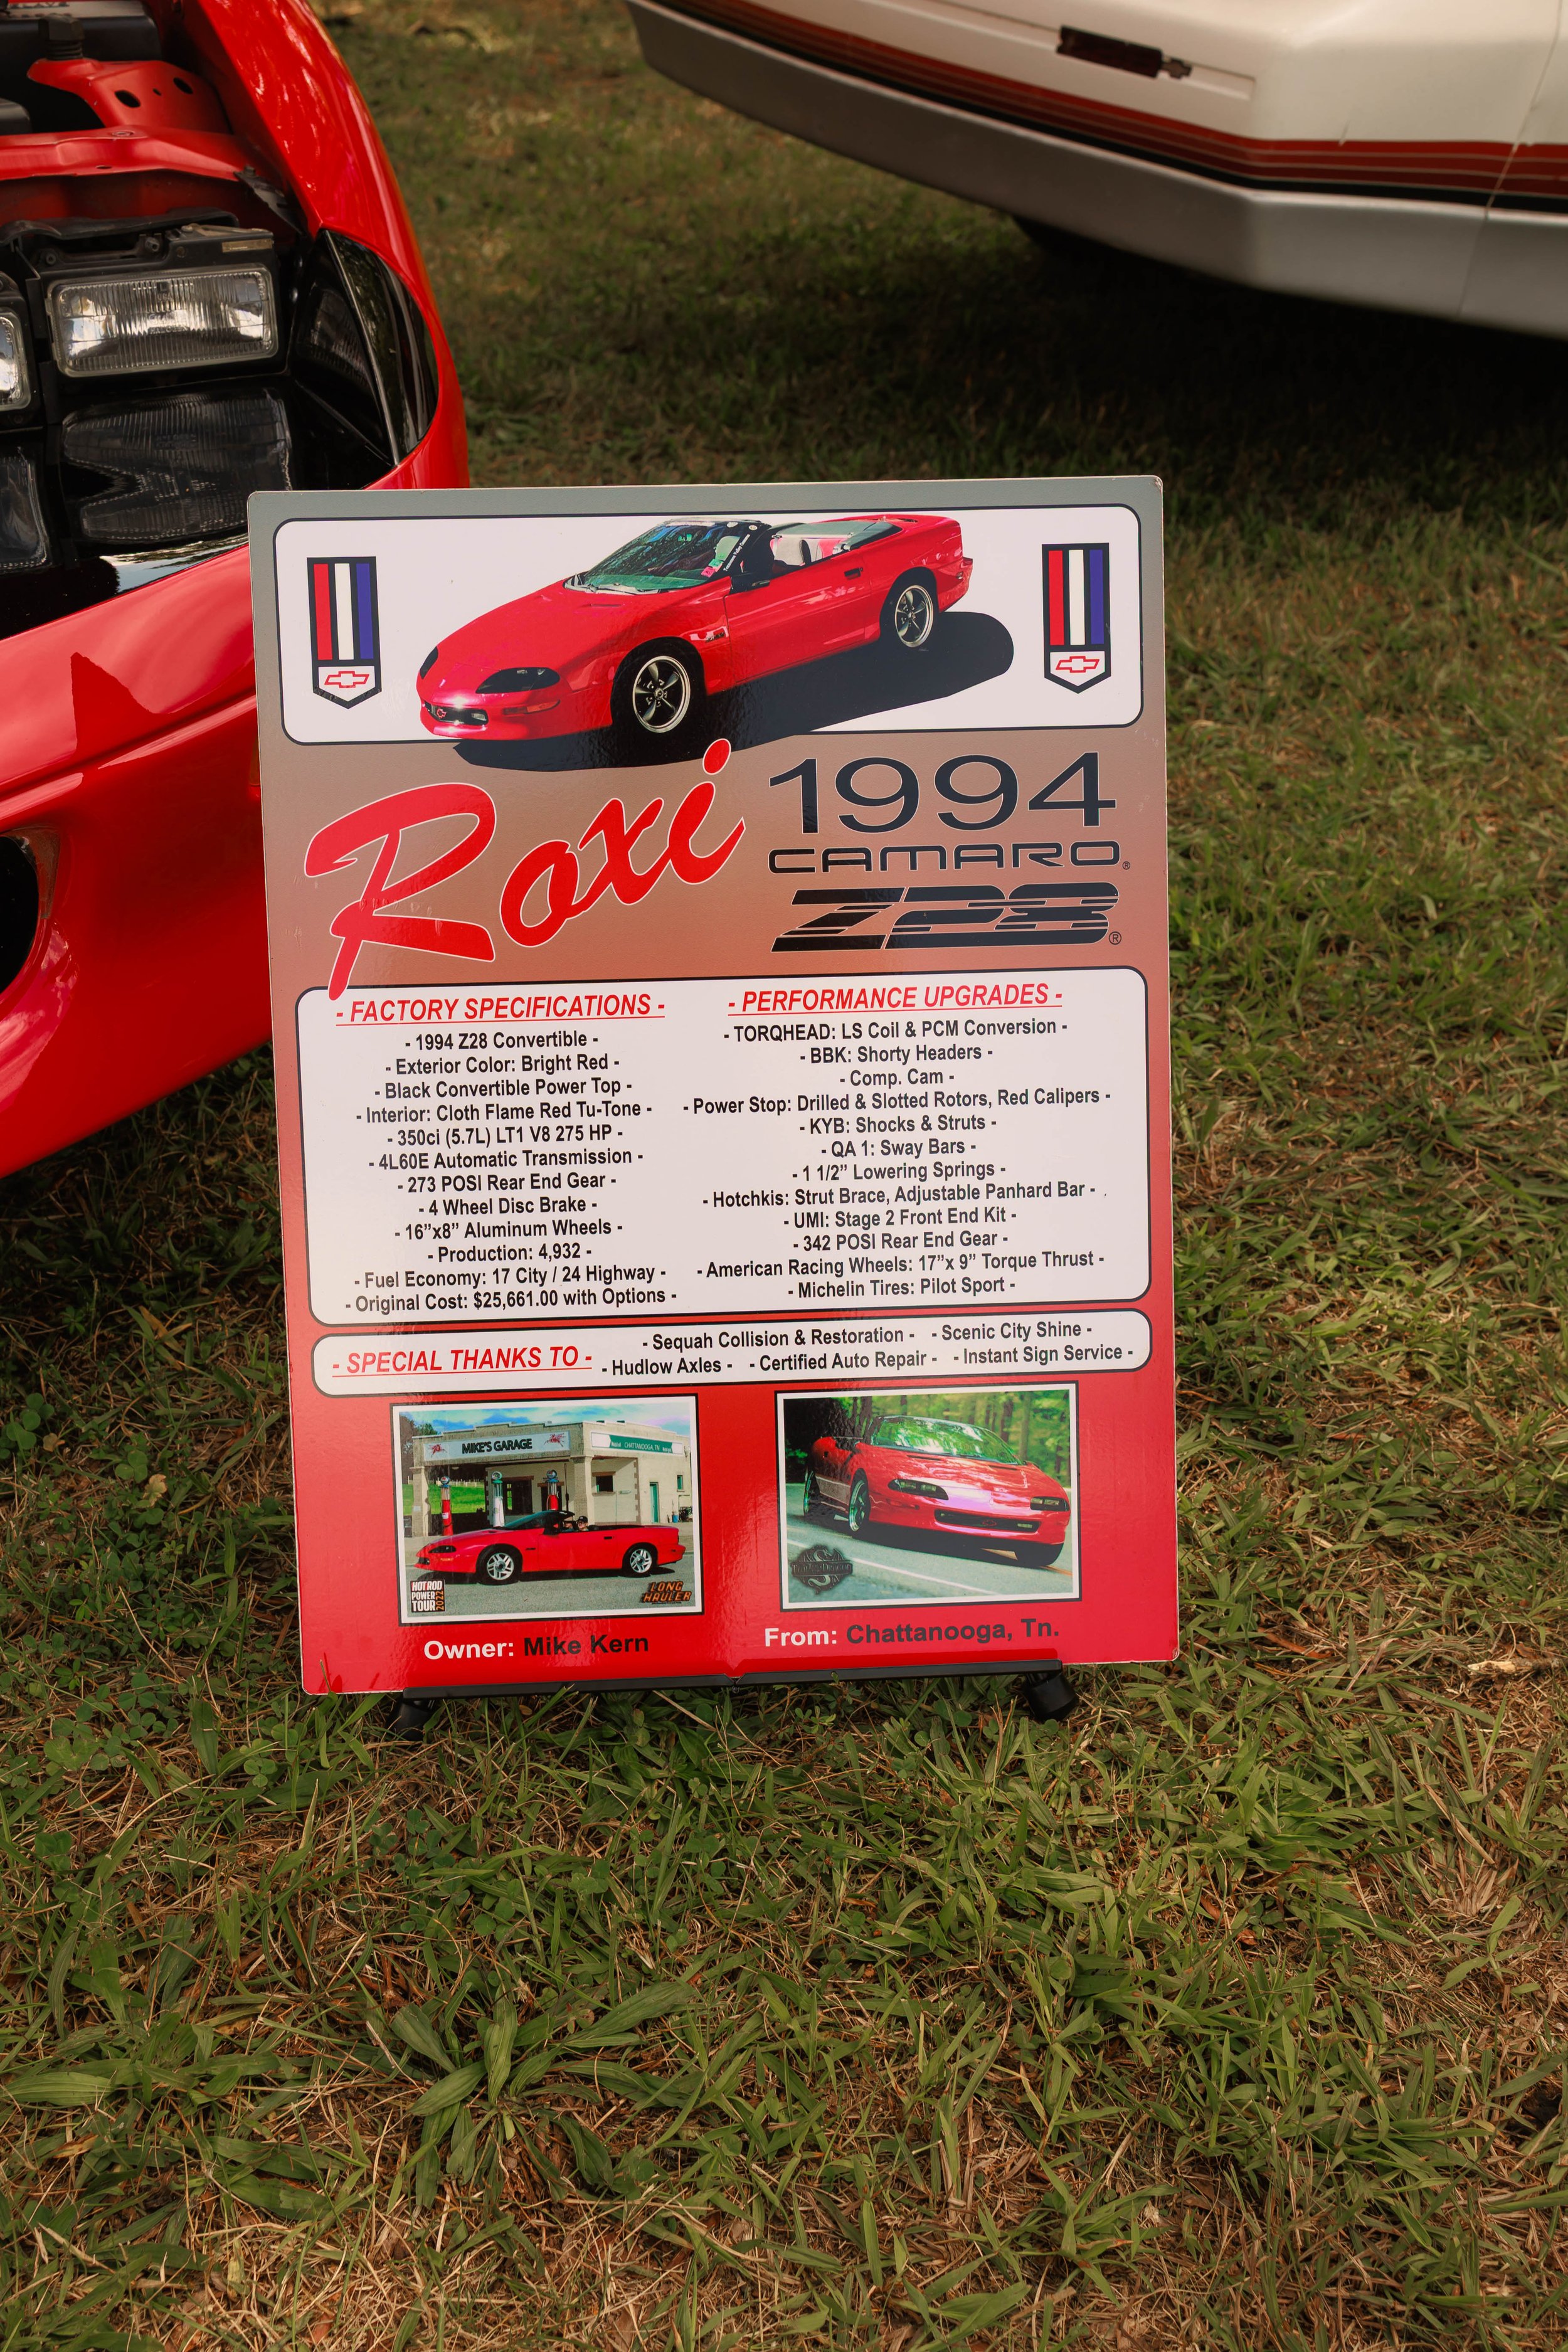 Roxi
1994
CAMARO®
Z28®
- FACTORY SPECIFICATIONS -
- 1994 Z28 Convertible -
- Exterior Color: Bright Red -
- Black Convertible Power Top -
- Interior: Cloth Flame Red Tu-Tone -
- 350ci (5.7L) LT1 V8 275 HP -
- 4L60E Automatic Transmission -
- 273 POSI Rear End Gear -
- 4 Wheel Disc Brake -
- 16”x8” Aluminum Wheels -
- Production: 4,932 -
- Fuel Economy: 17 City / 24 Highway -
- Original Cost: $25,661.00 with Options -
- PERFORMANCE UPGRADES -
- TORQHEAD: LS Coil & PCM Conversion -
- BBK: Shorty Headers -
- Comp. Cam -
- Power Stop: Drilled & Slotted Rotors, Red Calipers -
- KYB: Shocks & Struts -
- QA 1: Sway Bars -
- 1 1/2” Lowering Springs -
- Hotchkis: Strut Brace, Adjustable Panhard Bar -
- UMI: Stage 2 Front End Kit -
- 342 POSI Rear End Gear -
- American Racing Wheels: 17”x 9” Torque Thrust -
- Michelin Tires: Pilot Sport -
- SPECIAL THANKS TO -
- Sequah Collision & Restoration - - Scenic City Shine -
- Hudlow Axles - - Certified Auto Repair - - Instant Sign Service -
MIKE'S GARAGE
CHATTANOOGA, TN
HOT ROD
POWER
TOUR
2022
LONG
HAULER
Owner: Mike Kern
From: Chattanooga, Tn.